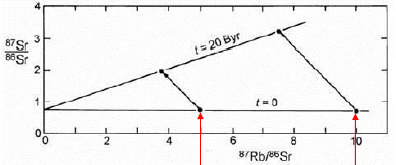 4
3
⁸⁷Sr
⁸⁶Sr
2
1
0
t = 20 Byr
t = 0
0 2 4 6 8 10
⁸⁷Rb/⁸⁶Sr